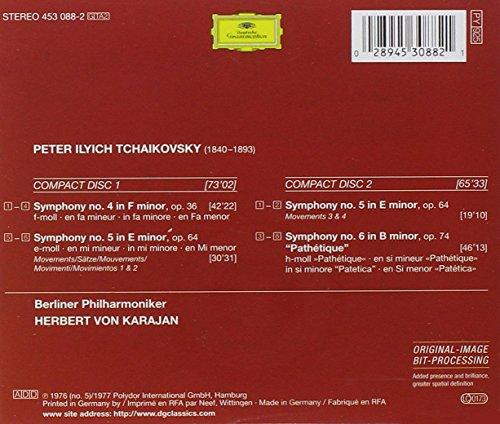 STEREO 453 088-2 GITA2
Deutsche
Grammophon
0 28945 30882 1
PY 925
PETER ILYICH TCHAIKOVSKY (1840–1893)
COMPACT DISC 1 [73'02]
1 – 4 Symphony no. 4 in F minor, op. 36 [42'22]
f-moll · en fa mineur · in fa minore · en Fa menor
5 – 6 Symphony no. 5 in E minor, op. 64
e-moll · en mi mineur · in mi minore · en Mi menor
Movements/Sätze/Mouvements/
Movimenti/Movimientos 1 & 2 [30'31]
COMPACT DISC 2 [65'33]
1 – 2 Symphony no. 5 in E minor, op. 64
Movements 3 & 4 [19'10]
3 – 6 Symphony no. 6 in B minor, op. 74
"Pathétique" [46'13]
h-moll »Pathétique« · en si mineur «Pathétique»
in si minore "Patetica" · en Si menor «Patética»
Berliner Philharmoniker
HERBERT VON KARAJAN
ORIGINAL-IMAGE
BIT-PROCESSING
Added presence and brilliance,
greater spatial definition
ADD ℗ 1976 (no. 5)/1977 Polydor International GmbH, Hamburg
Printed in Germany by / Imprimé en RFA par Neef, Wittingen · Made in Germany / Fabriqué en RFA
www site address: http://www.dgclassics.com
LC 0173